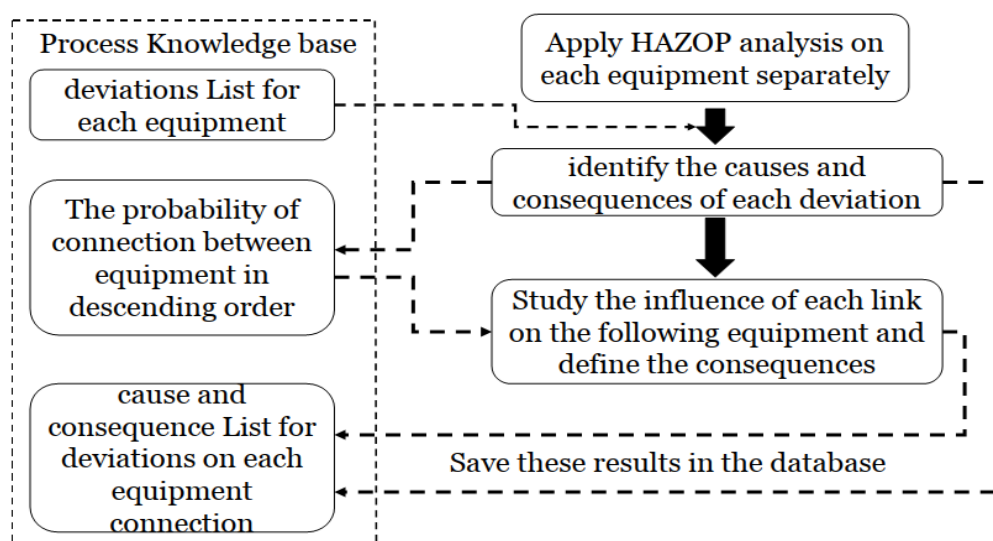 Process Knowledge base
deviations List for
each equipment
The probability of
connection between
equipment in
descending order
cause and
consequence List for
deviations on each
equipment
connection
Apply HAZOP analysis on
each equipment separately
identify the causes and
consequences of each deviation
Study the influence of each link
on the following equipment and
define the consequences
Save these results in the database